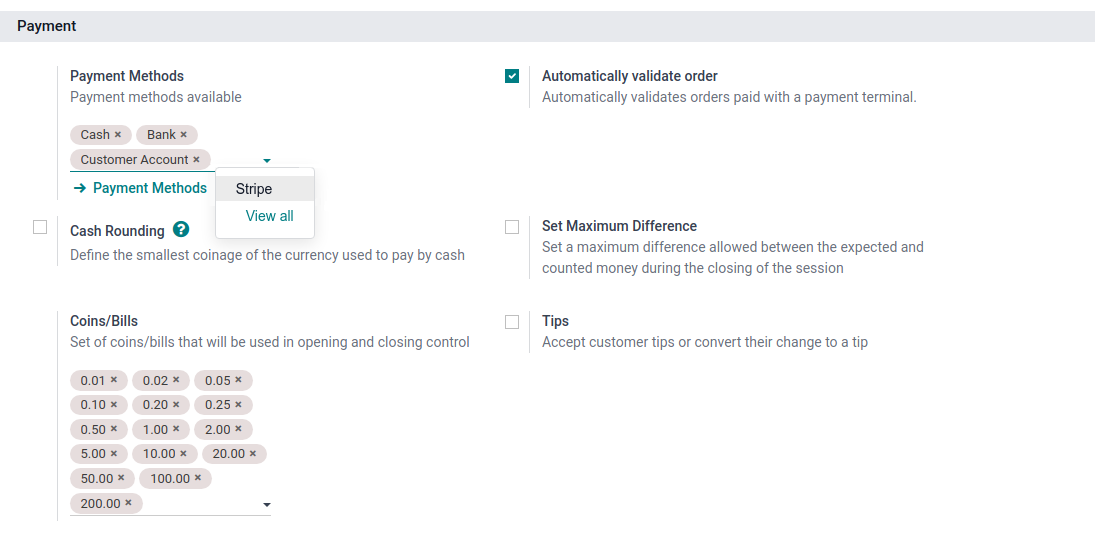 Payment
Payment Methods
Payment methods available
Cash × Bank ×
Customer Account ×
→ Payment Methods
Stripe
View all
Automatically validate order
Automatically validates orders paid with a payment terminal.
Cash Rounding ?
Define the smallest coinage of the currency used to pay by cash
Set Maximum Difference
Set a maximum difference allowed between the expected and
counted money during the closing of the session
Coins/Bills
Set of coins/bills that will be used in opening and closing control
0.01 × 0.02 × 0.05 ×
0.10 × 0.20 × 0.25 ×
0.50 × 1.00 × 2.00 ×
5.00 × 10.00 × 20.00 ×
50.00 × 100.00 ×
200.00 ×
Tips
Accept customer tips or convert their change to a tip